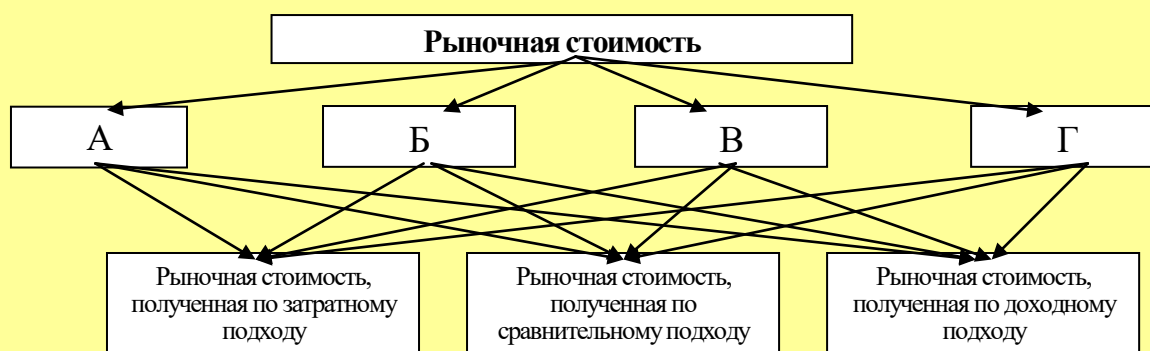 Рыночная стоимость
А
Б
В
Г
Рыночная стоимость,
полученная по затратному
подходу
Рыночная стоимость,
полученная по
сравнительному подходу
Рыночная стоимость,
полученная по доходному
подходу